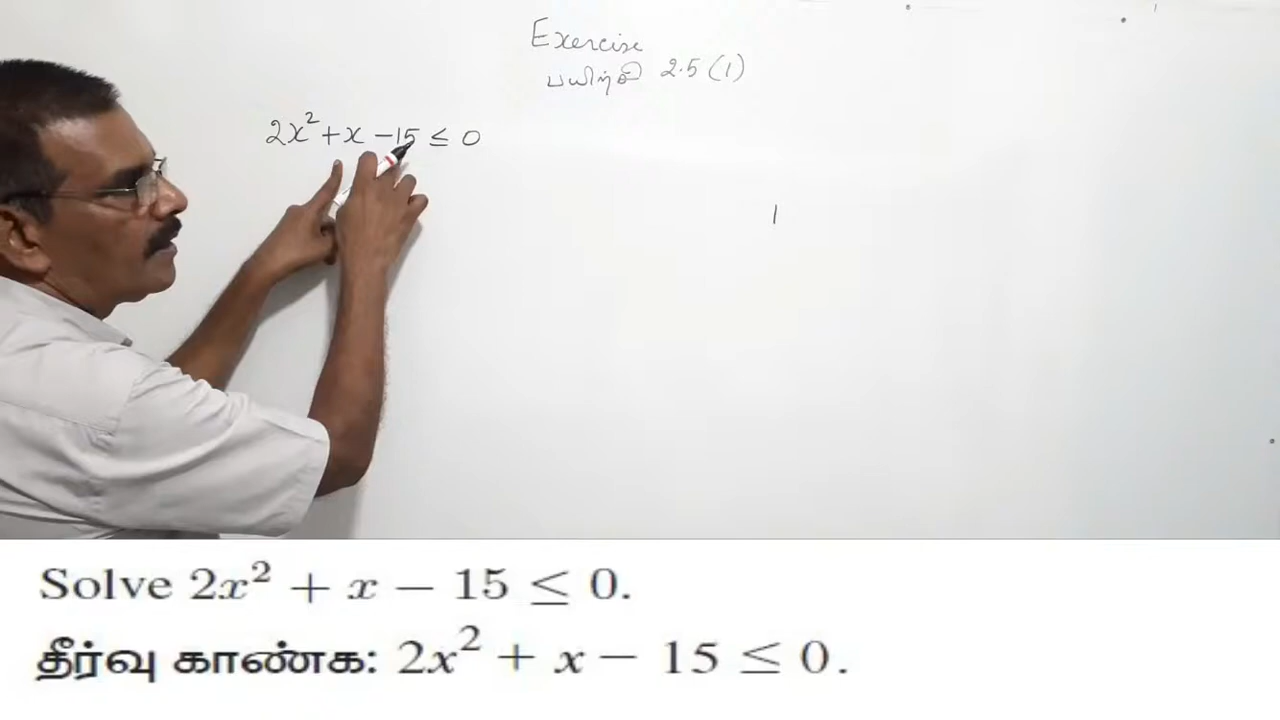 Exercise
பயிற்சி 2.5 (1)
2x² + x - 15 ≤ 0
Solve 2x² + x − 15 ≤ 0.
தீர்வு காண்க: 2x² + x − 15 ≤ 0.